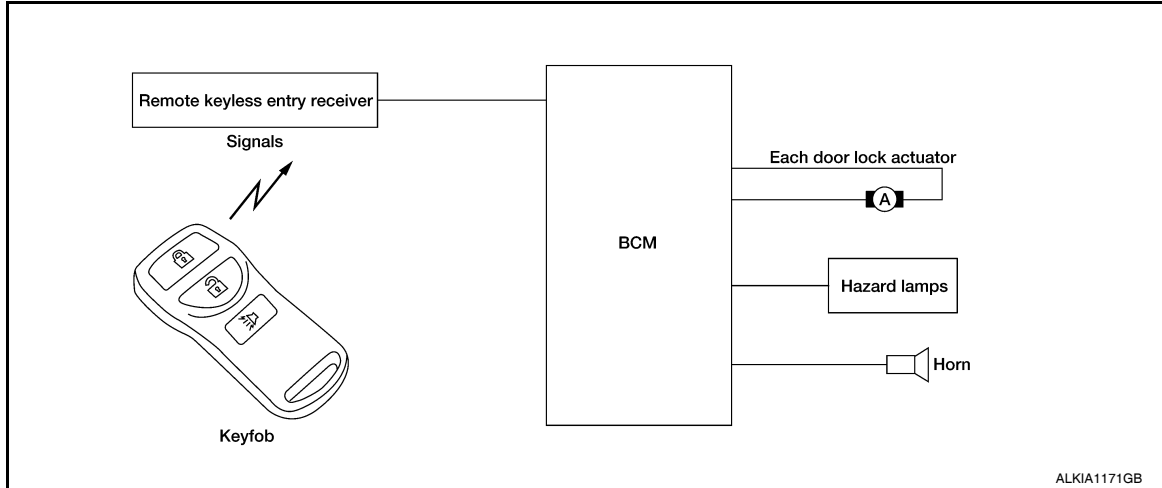 Remote keyless entry receiver
Signals
Keyfob
BCM
Each door lock actuator
A
Hazard lamps
Horn
ALKIA1171GB